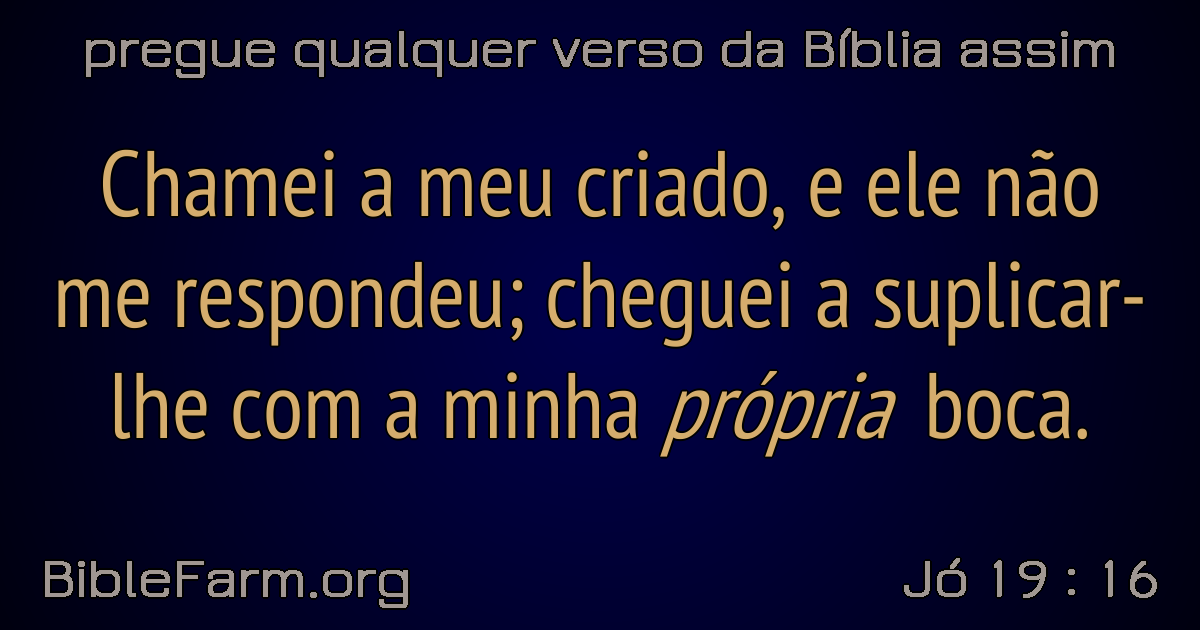 pregue qualquer verso da Bíblia assim
Chamei a meu criado, e ele não
me respondeu; cheguei a suplicar-
lhe com a minha própria boca.
BibleFarm.org
Jó 19 : 16